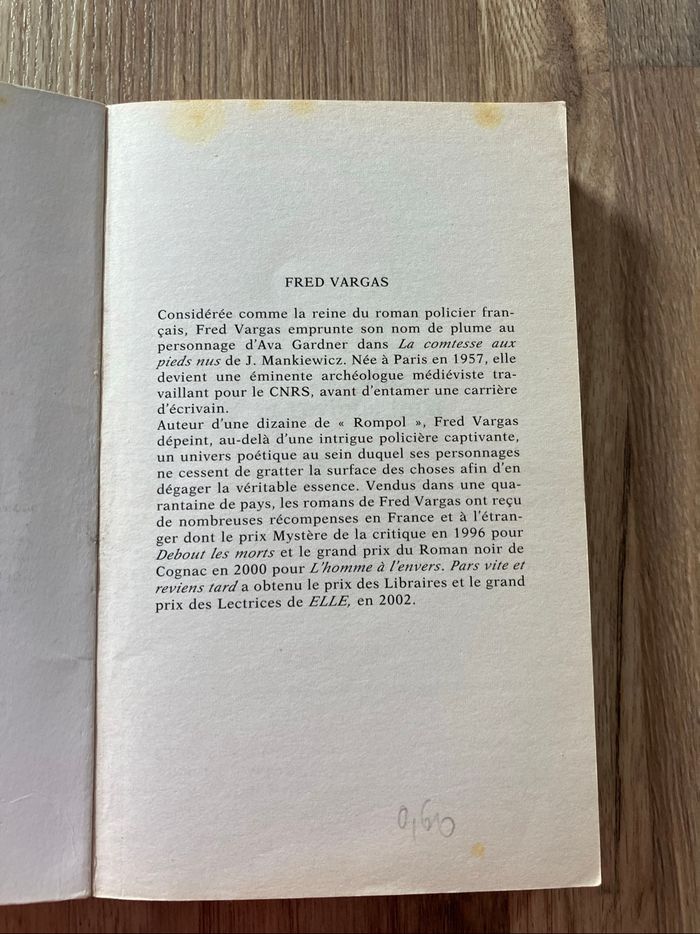 FRED VARGAS
Considérée comme la reine du roman policier fran-
çais, Fred Vargas emprunte son nom de plume au
personnage d'Ava Gardner dans La comtesse aux
pieds nus de J. Mankiewicz. Née à Paris en 1957, elle
devient une éminente archéologue médiéviste tra-
vaillant pour le CNRS, avant d'entamer une carrière
d'écrivain.
Auteur d'une dizaine de « Rompol », Fred Vargas
dépeint, au-delà d'une intrigue policière captivante,
un univers poétique au sein duquel ses personnages
ne cessent de gratter la surface des choses afin d'en
dégager la véritable essence. Vendus dans une qua-
rantaine de pays, les romans de Fred Vargas ont reçu
de nombreuses récompenses en France et à l'étran-
ger dont le prix Mystère de la critique en 1996 pour
Debout les morts et le grand prix du Roman noir de
Cognac en 2000 pour L'homme à l'envers. Pars vite et
reviens tard a obtenu le prix des Libraires et le grand
prix des Lectrices de ELLE, en 2002.
0,60